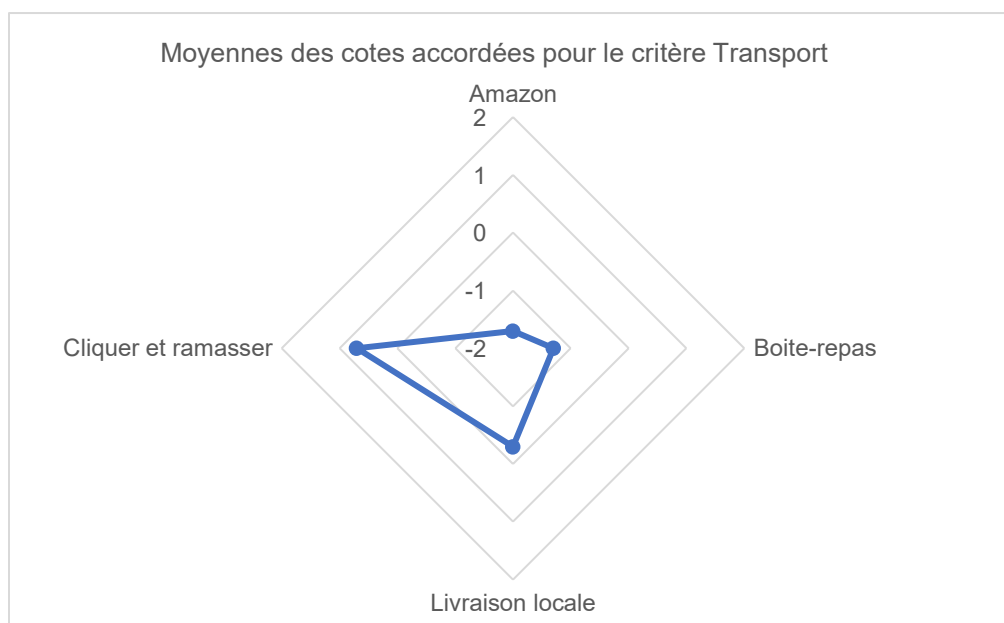 Moyennes des cotes accordées pour le critère Transport
Amazon
2
1
0
-1
-2
Cliquer et ramasser
Boite-repas
Livraison locale